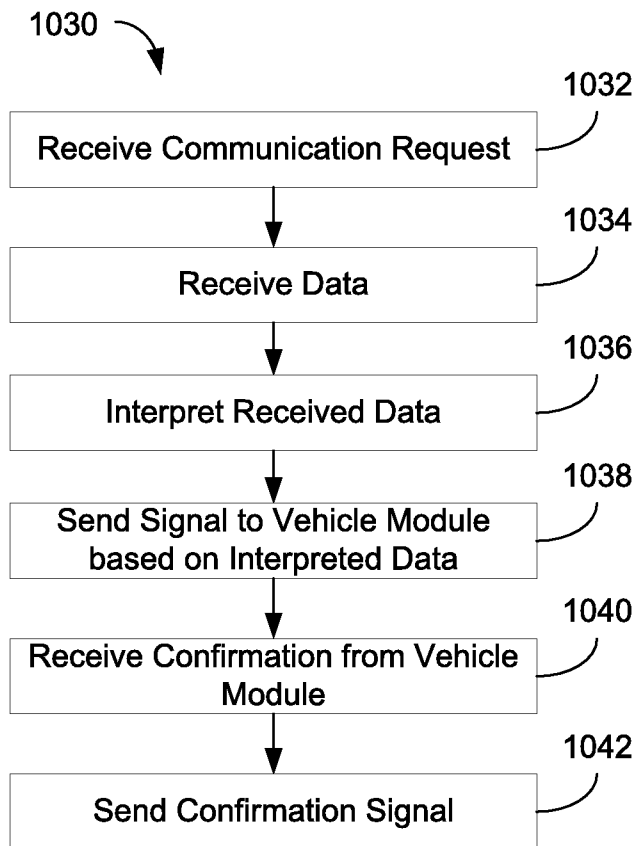 1030
1032
Receive Communication Request
1034
Receive Data
1036
Interpret Received Data
1038
Send Signal to Vehicle Module
based on Interpreted Data
1040
Receive Confirmation from Vehicle
Module
1042
Send Confirmation Signal